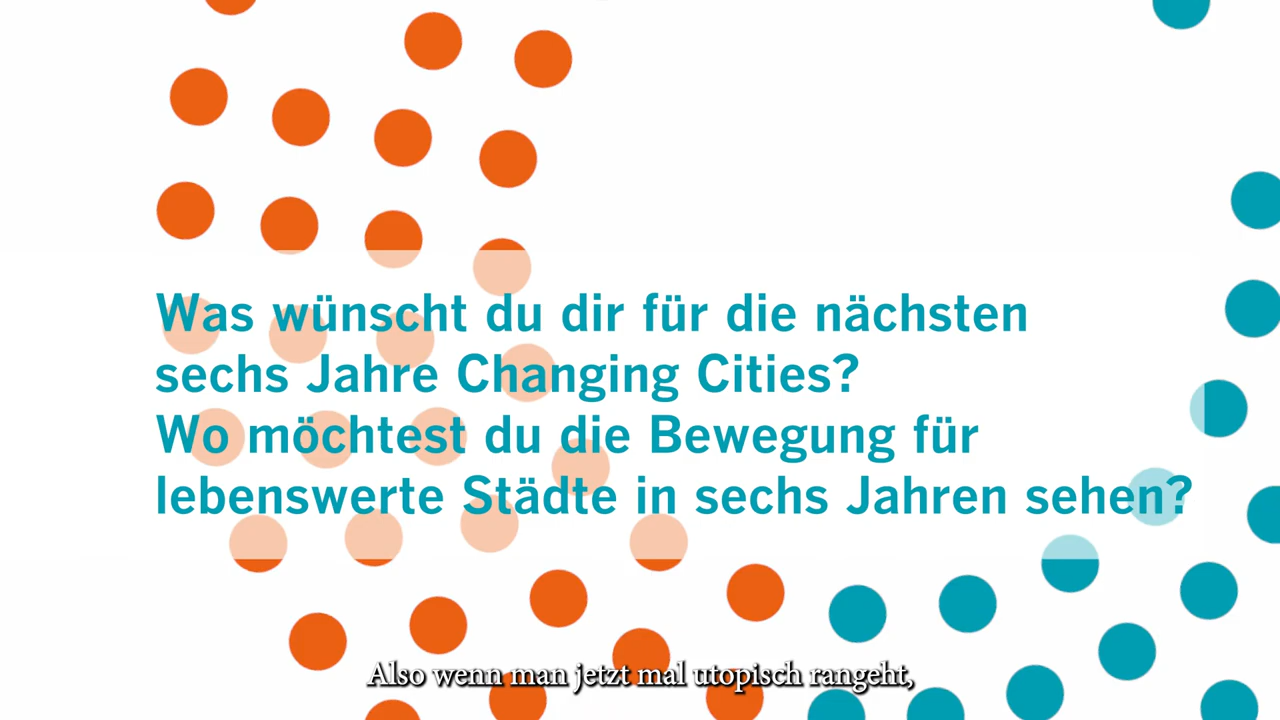 Was wünscht du dir für die nächsten
sechs Jahre Changing Cities?
Wo möchtest du die Bewegung für
lebenswerte Städte in sechs Jahren sehen?
Also wenn man jetzt mal utopisch rangeht,